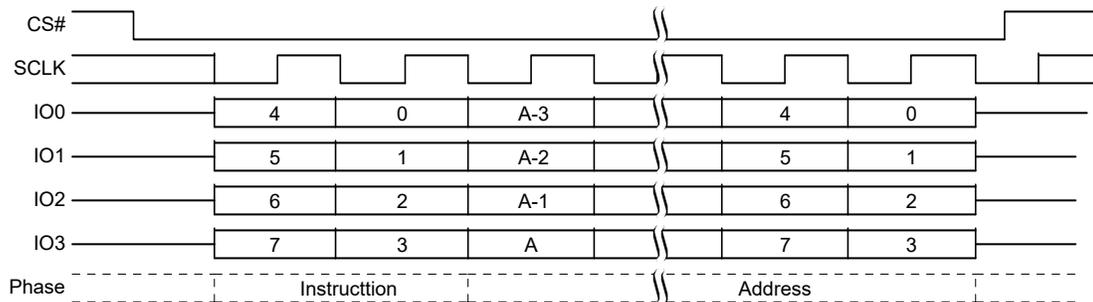 CS#
SCLK
IO0 4 0 A-3 4 0
IO1 5 1 A-2 5 1
IO2 6 2 A-1 6 2
IO3 7 3 A 7 3
Phase Instructtion Address